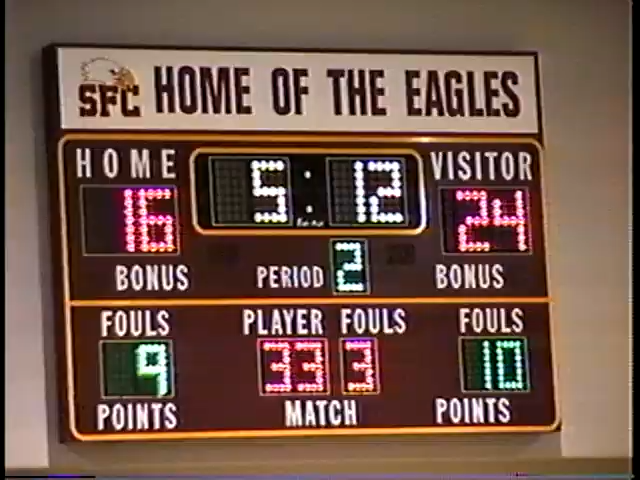 SFC HOME OF THE EAGLES
HOME 5:12 VISITOR
16 24
BONUS PERIOD 2 BONUS
FOULS PLAYER FOULS FOULS
9 33 3 10
POINTS MATCH POINTS